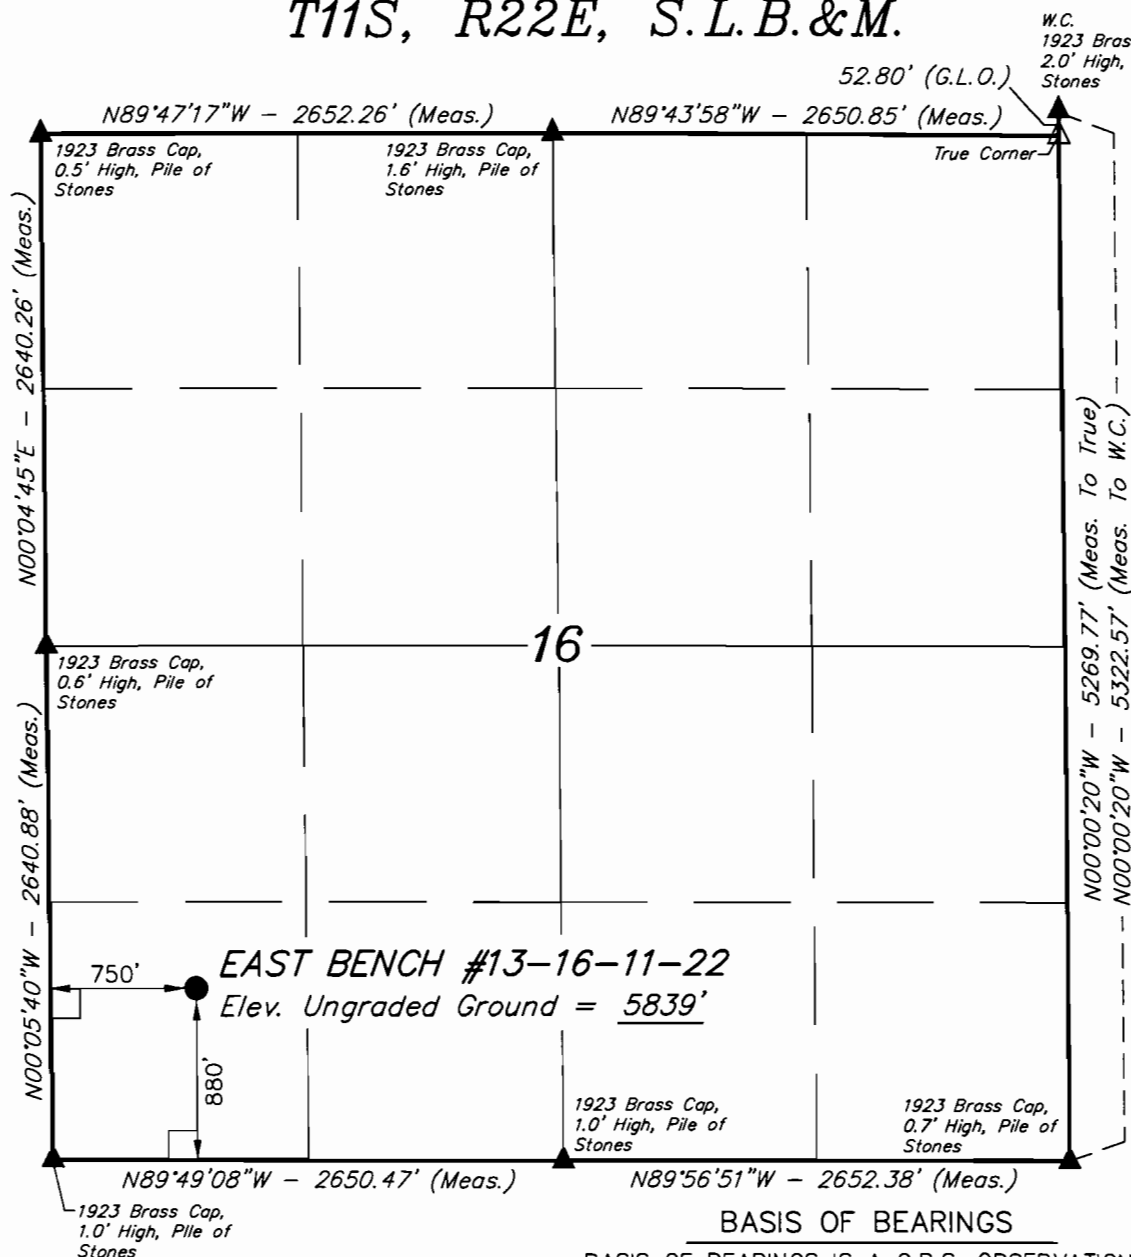 T11S, R22E, S.L.B.&M.
W.C.
1923 Bras
2.0' High,
Stones
52.80' (G.L.O.)
N89°47'17"W - 2652.26' (Meas.)
N89°43'58"W - 2650.85' (Meas.)
True Corner
1923 Brass Cap,
0.5' High, Pile of
Stones
1923 Brass Cap,
1.6' High, Pile of
Stones
N00°04'45"E - 2640.26' (Meas.)
N00°00'20"W - 5269.77' (Meas. To True)
N00°00'20"W - 5322.57' (Meas. To W.C.)
16
1923 Brass Cap,
0.6' High, Pile of
Stones
N00°05'40"W - 2640.88' (Meas.)
750'
EAST BENCH #13-16-11-22
Elev. Ungraded Ground = 5839'
880'
1923 Brass Cap,
1.0' High, Pile of
Stones
1923 Brass Cap,
0.7' High, Pile of
Stones
N89°49'08"W - 2650.47' (Meas.)
N89°56'51"W - 2652.38' (Meas.)
1923 Brass Cap,
1.0' High, Pile of
Stones
BASIS OF BEARINGS
BASIS OF BEARINGS IS A G.P.S. OBSERVATION